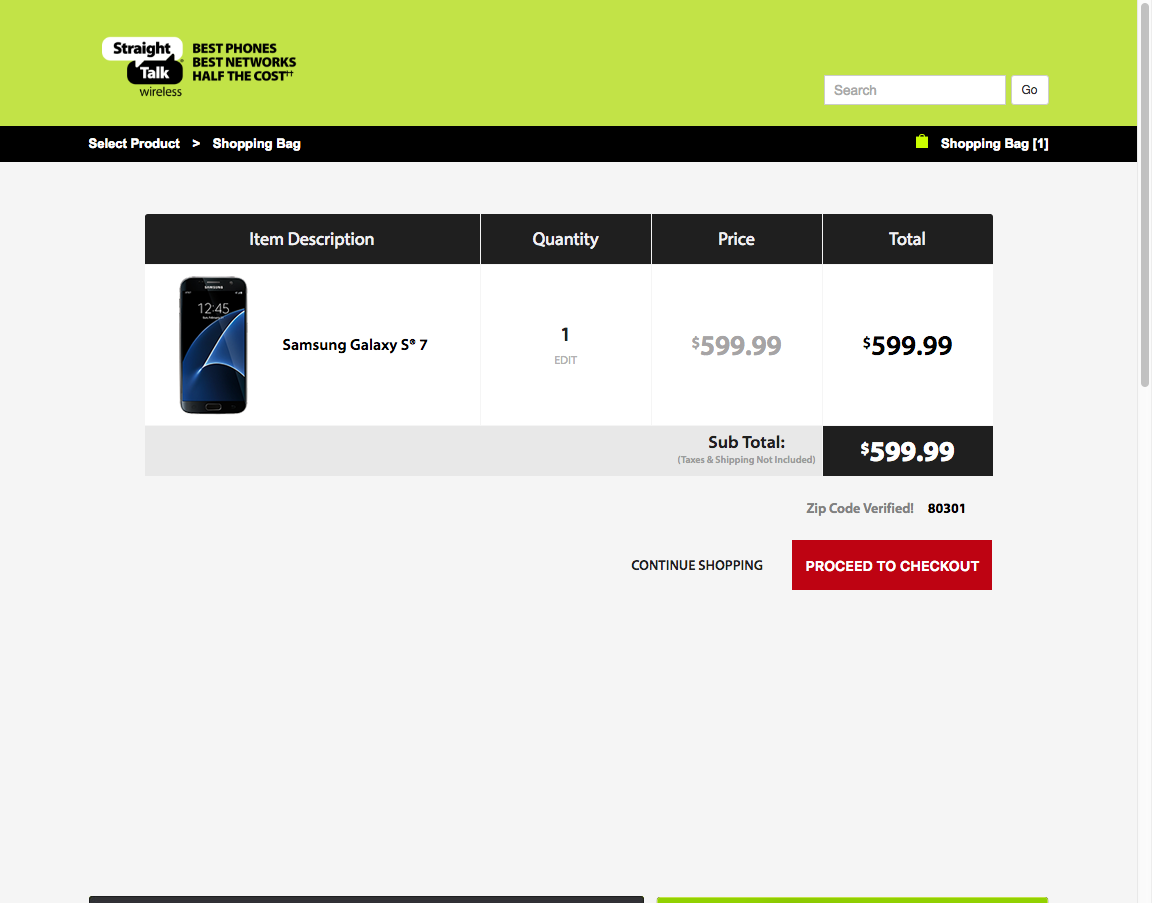 Straight
Talk
wireless
BEST PHONES
BEST NETWORKS
HALF THE COST††
Search
Go
Select Product > Shopping Bag
Shopping Bag [1]
Item Description
Quantity
Price
Total
SAMSUNG
12:45
Samsung Galaxy S® 7
1
EDIT
$599.99
$599.99
Sub Total:
(Taxes & Shipping Not Included)
$599.99
Zip Code Verified! 80301
CONTINUE SHOPPING
PROCEED TO CHECKOUT